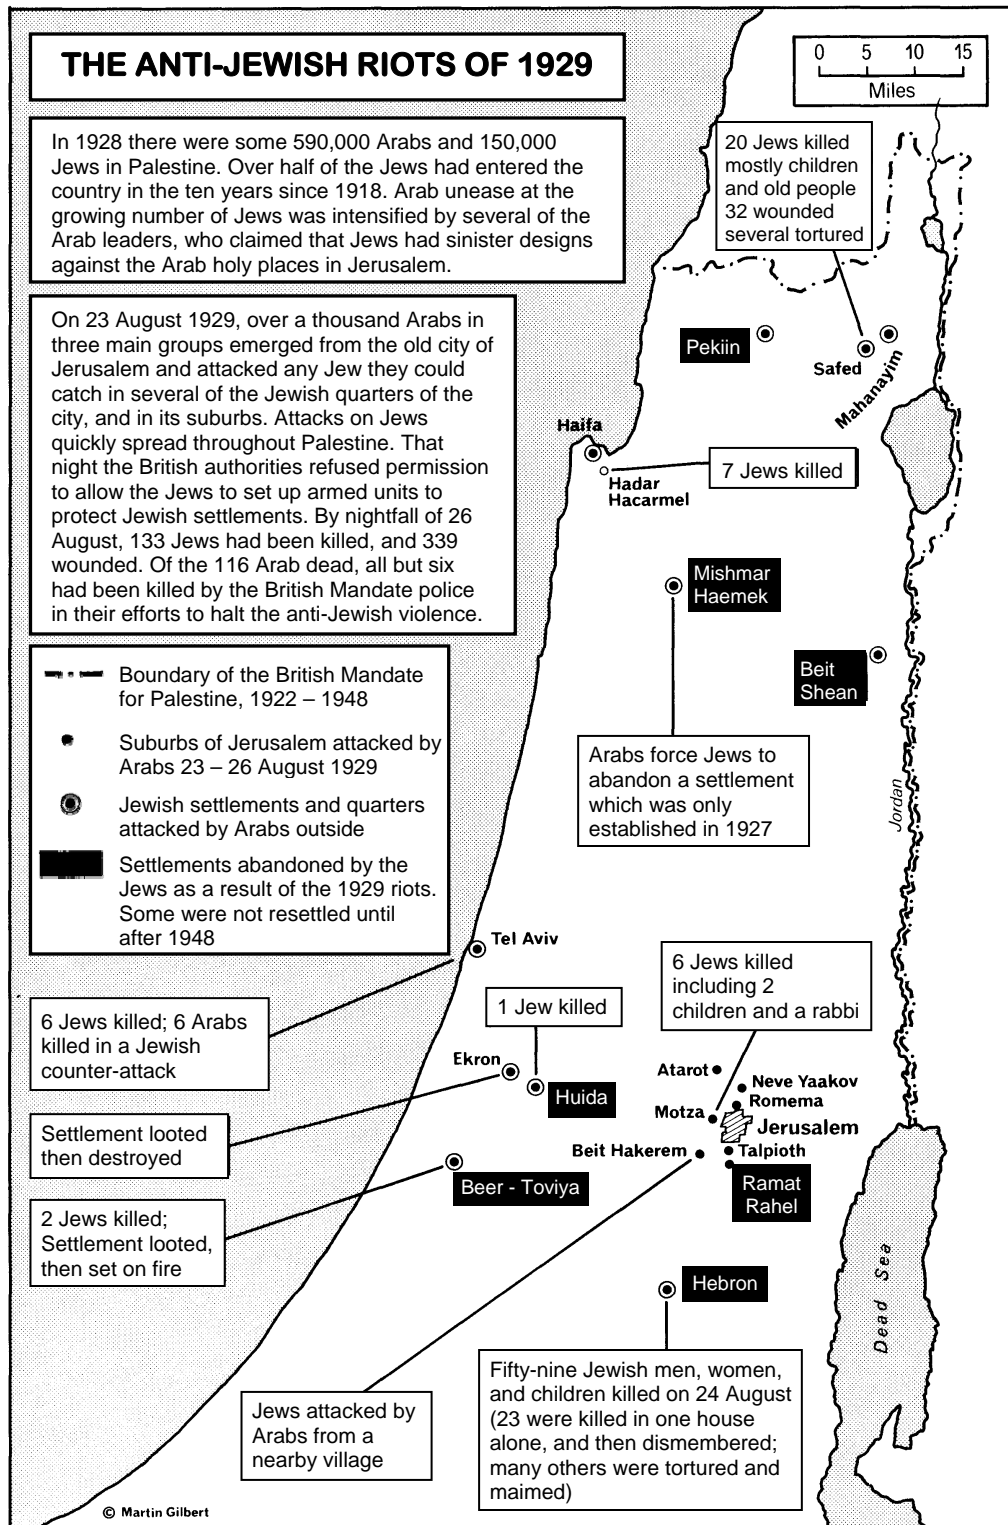 THE ANTI-JEWISH RIOTS OF 1929
0 5 10 15
Miles
In 1928 there were some 590,000 Arabs and 150,000
Jews in Palestine. Over half of the Jews had entered the
country in the ten years since 1918. Arab unease at the
growing number of Jews was intensified by several of the
Arab leaders, who claimed that Jews had sinister designs
against the Arab holy places in Jerusalem.
20 Jews killed
mostly children
and old people
32 wounded
several tortured
On 23 August 1929, over a thousand Arabs in
three main groups emerged from the old city of
Jerusalem and attacked any Jew they could
catch in several of the Jewish quarters of the
city, and in its suburbs. Attacks on Jews
quickly spread throughout Palestine. That
night the British authorities refused permission
to allow the Jews to set up armed units to
protect Jewish settlements. By nightfall of 26
August, 133 Jews had been killed, and 339
wounded. Of the 116 Arab dead, all but six
had been killed by the British Mandate police
in their efforts to halt the anti-Jewish violence.
Pekiin
Safed
Mahanayim
Haifa
Hadar
Hacarmel
7 Jews killed
Mishmar
Haemek
Beit
Shean
Boundary of the British Mandate
for Palestine, 1922 – 1948
Suburbs of Jerusalem attacked by
Arabs 23 – 26 August 1929
Jewish settlements and quarters
attacked by Arabs outside
Settlements abandoned by the
Jews as a result of the 1929 riots.
Some were not resettled until
after 1948
Arabs force Jews to
abandon a settlement
which was only
established in 1927
Jordan
Tel Aviv
6 Jews killed; 6 Arabs
killed in a Jewish
counter-attack
1 Jew killed
6 Jews killed
including 2
children and a rabbi
Ekron
Huida
Atarot
Neve Yaakov
Romema
Motza
Jerusalem
Beit Hakerem
Talpioth
Ramat
Rahel
Settlement looted
then destroyed
Beer - Toviya
2 Jews killed;
Settlement looted,
then set on fire
Hebron
Dead Sea
Jews attacked by
Arabs from a
nearby village
Fifty-nine Jewish men, women,
and children killed on 24 August
(23 were killed in one house
alone, and then dismembered;
many others were tortured and
maimed)
© Martin Gilbert